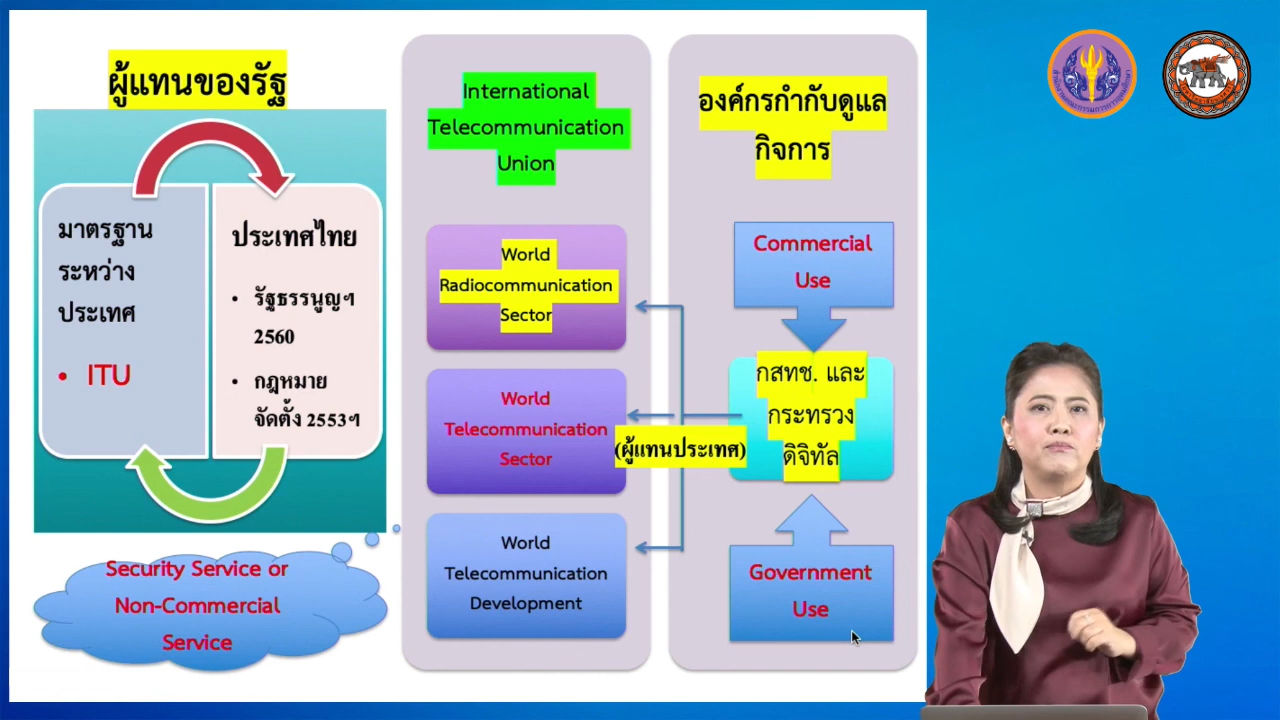 ผู้แทนของรัฐ
มาตรฐาน
ระหว่าง
ประเทศ
• ITU
ประเทศไทย
• รัฐธรรนูญฯ
2560
• กฎหมาย
จัดตั้ง 2553ฯ
Security Service or
Non-Commercial
Service
International
Telecommunication
Union
World
Radiocommunication
Sector
World
Telecommunication
Sector
World
Telecommunication
Development
(ผู้แทนประเทศ)
องค์กรกำกับดูแล
กิจการ
Commercial
Use
กสทช. และ
กระทรวง
ดิจิทัล
Government
Use